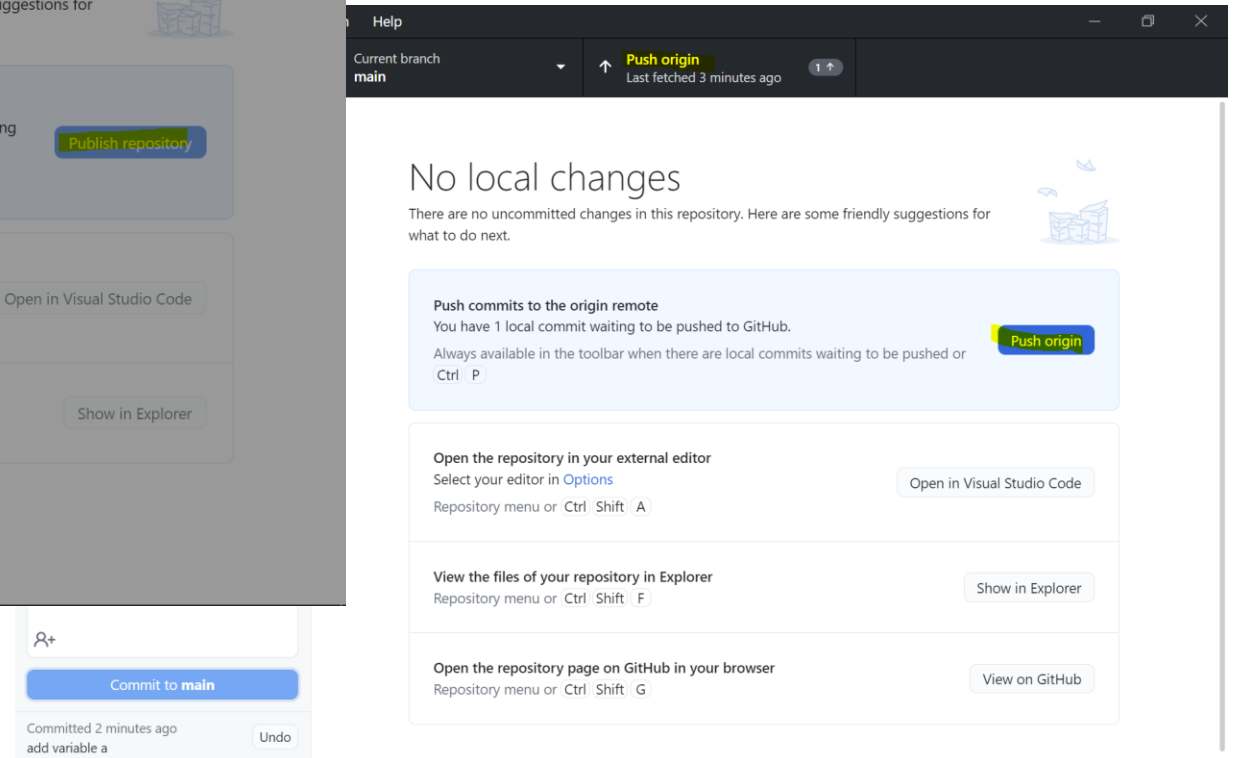 uggestions for
ng
Publish repository
Open in Visual Studio Code
Show in Explorer
Help
Current branch
main
Push origin
Last fetched 3 minutes ago
1
No local changes
There are no uncommitted changes in this repository. Here are some friendly suggestions for
what to do next.
Push commits to the origin remote
You have 1 local commit waiting to be pushed to GitHub.
Always available in the toolbar when there are local commits waiting to be pushed or
Ctrl P
Push origin
Open the repository in your external editor
Select your editor in Options
Repository menu or Ctrl Shift A
Open in Visual Studio Code
View the files of your repository in Explorer
Repository menu or Ctrl Shift F
Show in Explorer
Open the repository page on GitHub in your browser
Repository menu or Ctrl Shift G
View on GitHub
Commit to main
Committed 2 minutes ago
add variable a
Undo